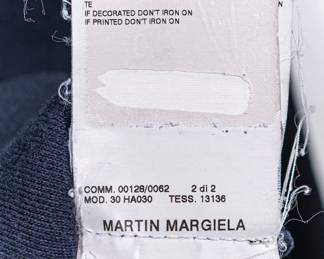 TE
IF DECORATED DON'T IRON ON
IF PRINTED DON'T IRON ON
COMM. 00128/0062 2 di 2
MOD. 30 HA030 TESS. 13136
MARTIN MARGIELA